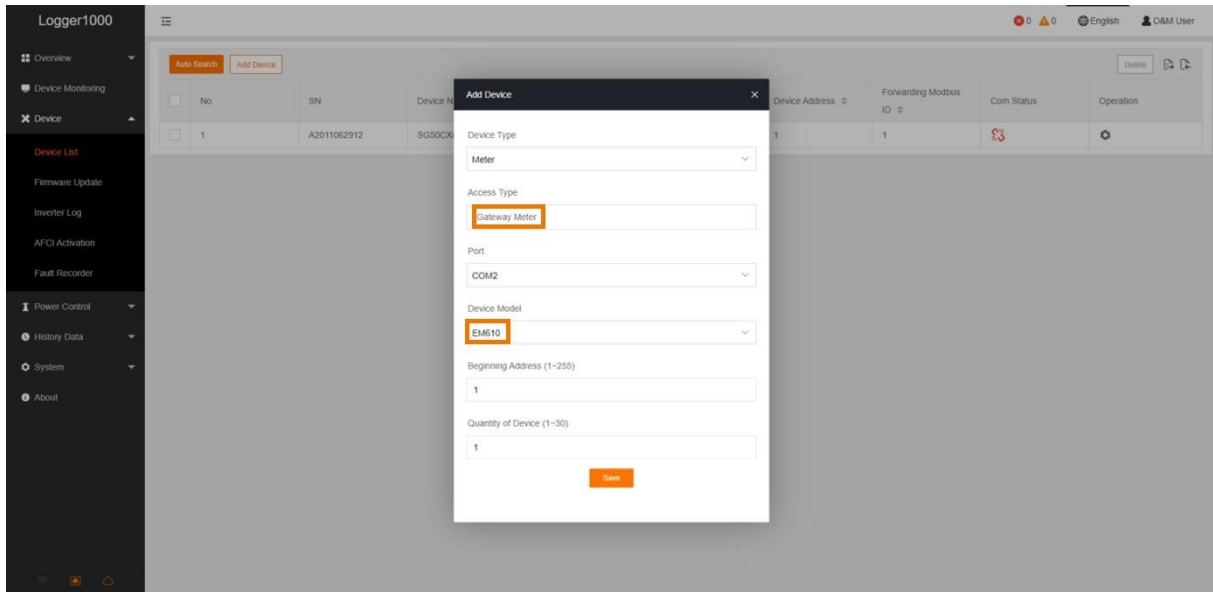 Logger1000
0 0 English O&M User
Overview
Device Monitoring
Device
Device List
Firmware Update
Inverter Log
AFCI Activation
Fault Recorder
Power Control
History Data
System
About
Auto Search Add Device Delete
No. SN Device N Device Address Forwarding Modbus
ID Com Status Operation
1 A2011062912 SG50CX 1 1
Add Device
Device Type
Meter
Access Type
Gateway Meter
Port
COM2
Device Model
EM610
Beginning Address (1~255)
1
Quantity of Device (1~30)
1
Save